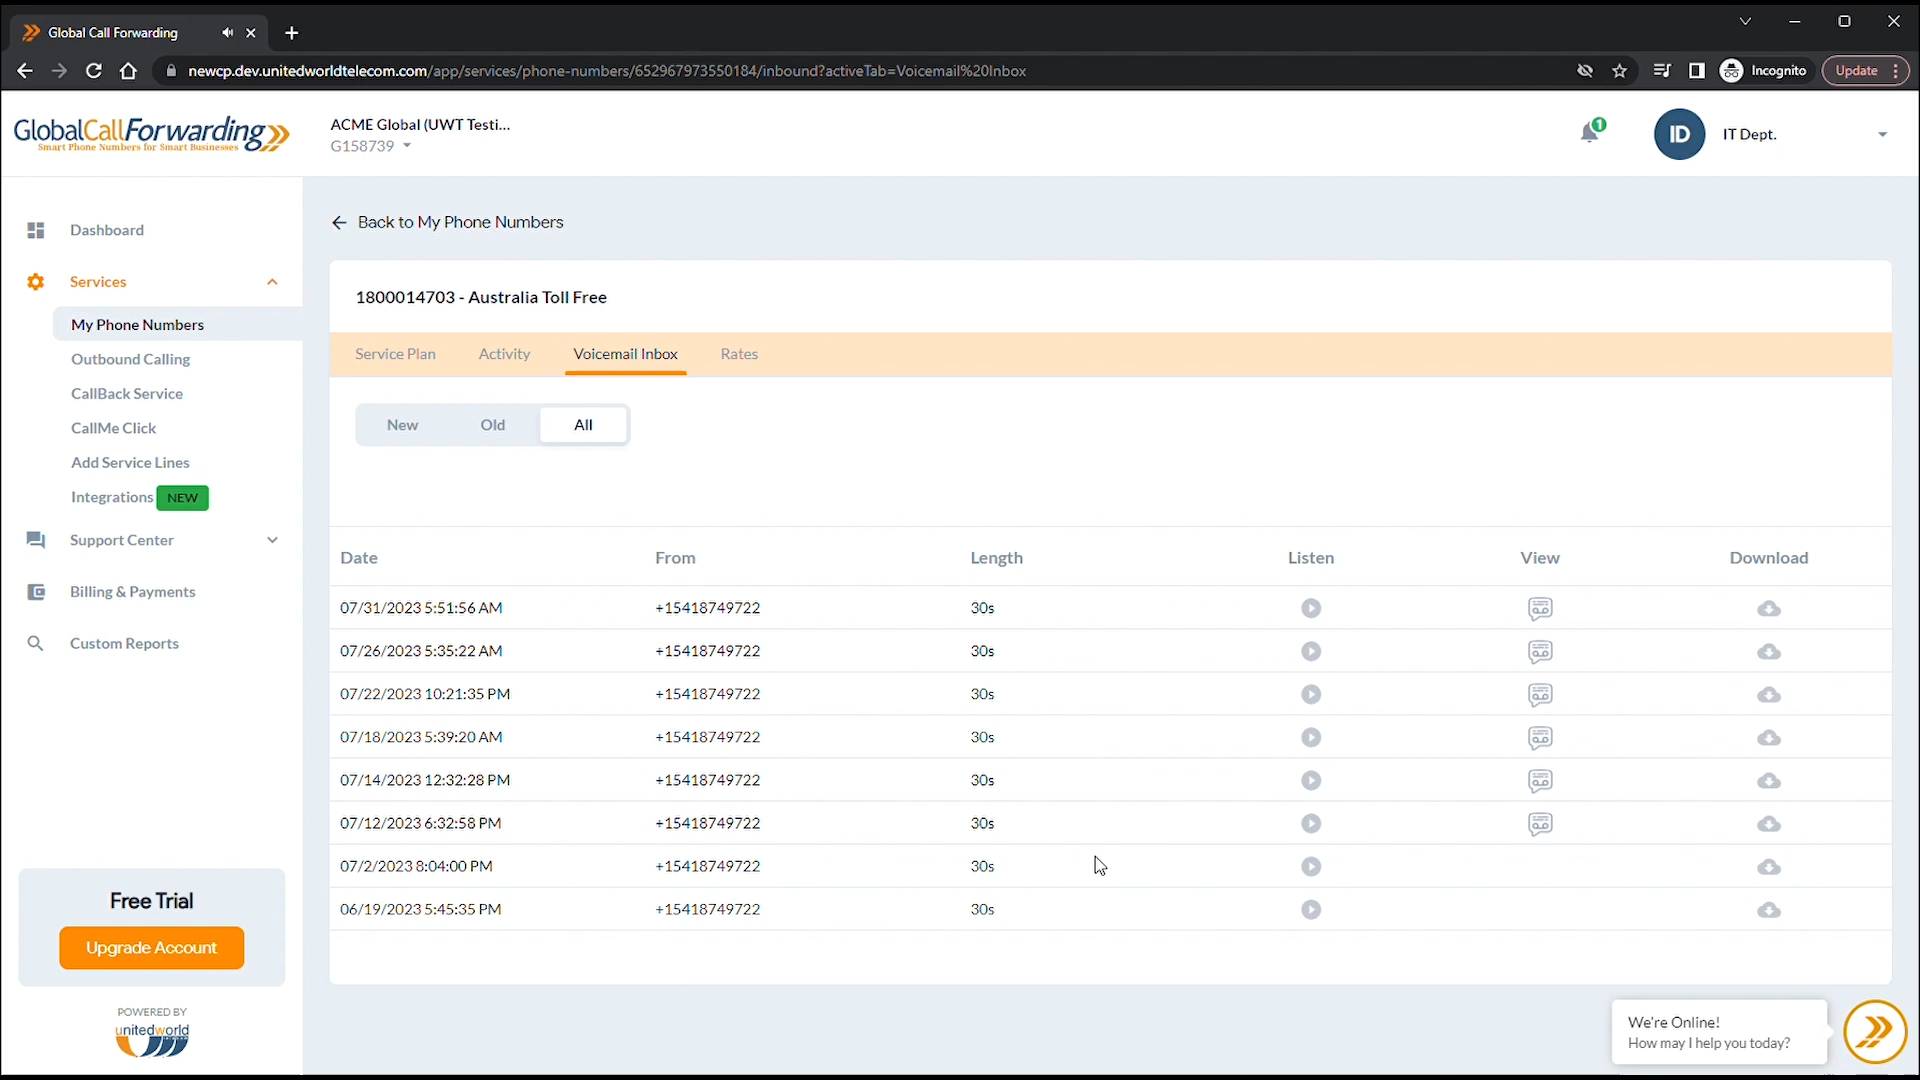 Global Call Forwarding
newcp.dev.unitedworldtelecom.com/app/services/phone-numbers/652967973550184/inbound?activeTab=Voicemail%20Inbox
Incognito
Update
GlobalCallForwarding
Smart Phone Numbers for Smart Businesses
ACME Global (UWT Testi...
G158739
1
ID
IT Dept.
Dashboard
Services
My Phone Numbers
Outbound Calling
CallBack Service
CallMe Click
Add Service Lines
Integrations NEW
Support Center
Billing & Payments
Custom Reports
Free Trial
Upgrade Account
POWERED BY
unitedworld
Back to My Phone Numbers
1800014703 - Australia Toll Free
Service Plan Activity Voicemail Inbox Rates
New Old All
Date From Length Listen View Download
07/31/2023 5:51:56 AM +15418749722 30s
07/26/2023 5:35:22 AM +15418749722 30s
07/22/2023 10:21:35 PM +15418749722 30s
07/18/2023 5:39:20 AM +15418749722 30s
07/14/2023 12:32:28 PM +15418749722 30s
07/12/2023 6:32:58 PM +15418749722 30s
07/2/2023 8:04:00 PM +15418749722 30s
06/19/2023 5:45:35 PM +15418749722 30s
We're Online!
How may I help you today?